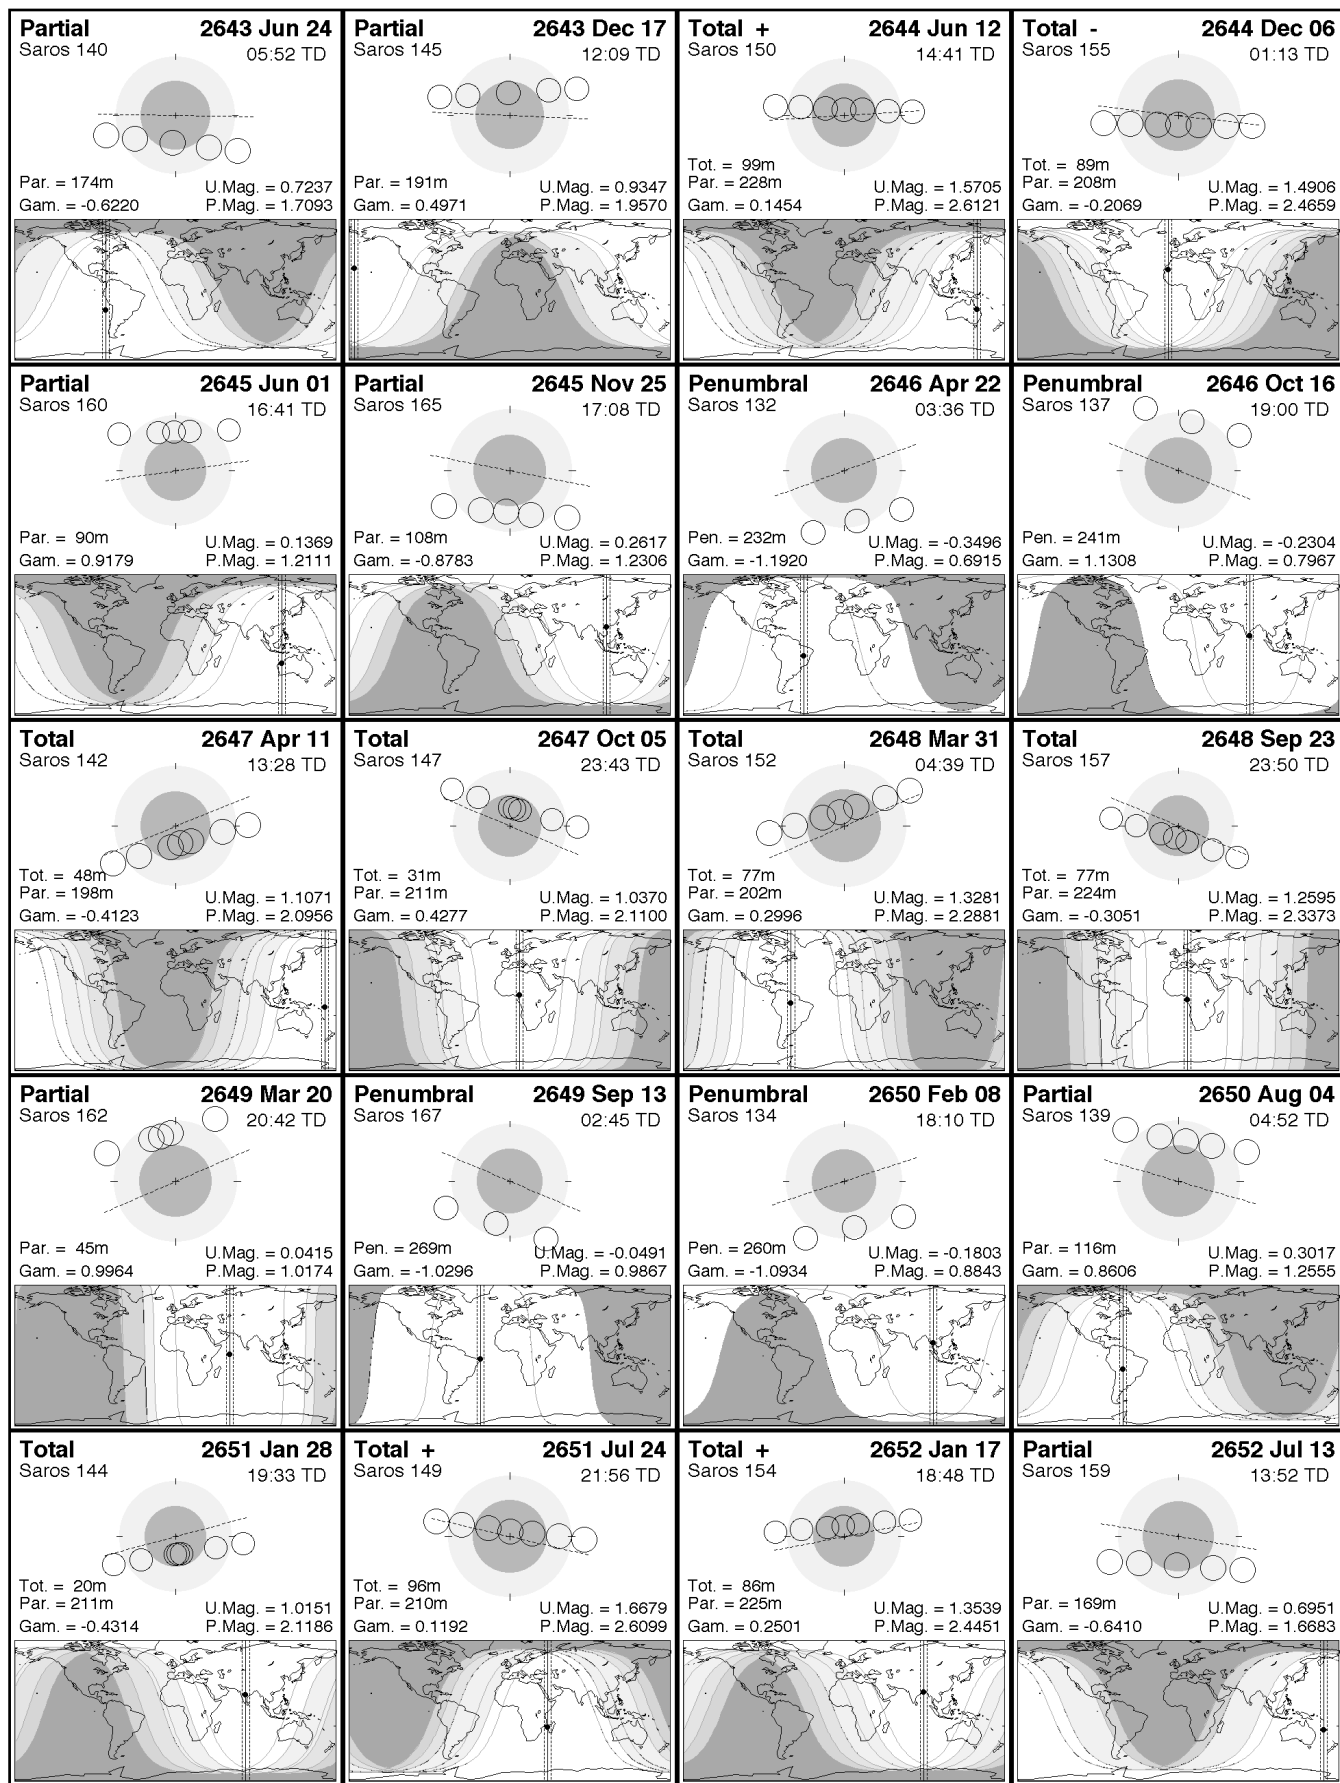 Partial 2643 Jun 24
Saros 140 05:52 TD
Par. = 174m U.Mag. = 0.7237
Gam. = -0.6220 P.Mag. = 1.7093
Partial 2643 Dec 17
Saros 145 12:09 TD
Par. = 191m U.Mag. = 0.9347
Gam. = 0.4971 P.Mag. = 1.9570
Total + 2644 Jun 12
Saros 150 14:41 TD
Tot. = 99m
Par. = 228m U.Mag. = 1.5705
Gam. = 0.1454 P.Mag. = 2.6121
Total - 2644 Dec 06
Saros 155 01:13 TD
Tot. = 89m
Par. = 208m U.Mag. = 1.4906
Gam. = -0.2069 P.Mag. = 2.4659
Partial 2645 Jun 01
Saros 160 16:41 TD
Par. = 90m U.Mag. = 0.1369
Gam. = 0.9179 P.Mag. = 1.2111
Partial 2645 Nov 25
Saros 165 17:08 TD
Par. = 108m U.Mag. = 0.2617
Gam. = -0.8783 P.Mag. = 1.2306
Penumbral 2646 Apr 22
Saros 132 03:36 TD
Pen. = 232m U.Mag. = -0.3496
Gam. = -1.1920 P.Mag. = 0.6915
Penumbral 2646 Oct 16
Saros 137 19:00 TD
Pen. = 241m U.Mag. = -0.2304
Gam. = 1.1308 P.Mag. = 0.7967
Total 2647 Apr 11
Saros 142 13:28 TD
Tot. = 48m
Par. = 198m U.Mag. = 1.1071
Gam. = -0.4123 P.Mag. = 2.0956
Total 2647 Oct 05
Saros 147 23:43 TD
Tot. = 31m
Par. = 211m U.Mag. = 1.0370
Gam. = 0.4277 P.Mag. = 2.1100
Total 2648 Mar 31
Saros 152 04:39 TD
Tot. = 77m
Par. = 202m U.Mag. = 1.3281
Gam. = 0.2996 P.Mag. = 2.2881
Total 2648 Sep 23
Saros 157 23:50 TD
Tot. = 77m
Par. = 224m U.Mag. = 1.2595
Gam. = -0.3051 P.Mag. = 2.3373
Partial 2649 Mar 20
Saros 162 20:42 TD
Par. = 45m U.Mag. = 0.0415
Gam. = 0.9964 P.Mag. = 1.0174
Penumbral 2649 Sep 13
Saros 167 02:45 TD
Pen. = 269m U.Mag. = -0.0491
Gam. = -1.0296 P.Mag. = 0.9867
Penumbral 2650 Feb 08
Saros 134 18:10 TD
Pen. = 260m U.Mag. = -0.1803
Gam. = -1.0934 P.Mag. = 0.8843
Partial 2650 Aug 04
Saros 139 04:52 TD
Par. = 116m U.Mag. = 0.3017
Gam. = 0.8606 P.Mag. = 1.2555
Total 2651 Jan 28
Saros 144 19:33 TD
Tot. = 20m
Par. = 211m U.Mag. = 1.0151
Gam. = -0.4314 P.Mag. = 2.1186
Total + 2651 Jul 24
Saros 149 21:56 TD
Tot. = 96m
Par. = 210m U.Mag. = 1.6679
Gam. = 0.1192 P.Mag. = 2.6099
Total + 2652 Jan 17
Saros 154 18:48 TD
Tot. = 86m
Par. = 225m U.Mag. = 1.3539
Gam. = 0.2501 P.Mag. = 2.4451
Partial 2652 Jul 13
Saros 159 13:52 TD
Par. = 169m U.Mag. = 0.6951
Gam. = -0.6410 P.Mag. = 1.6683